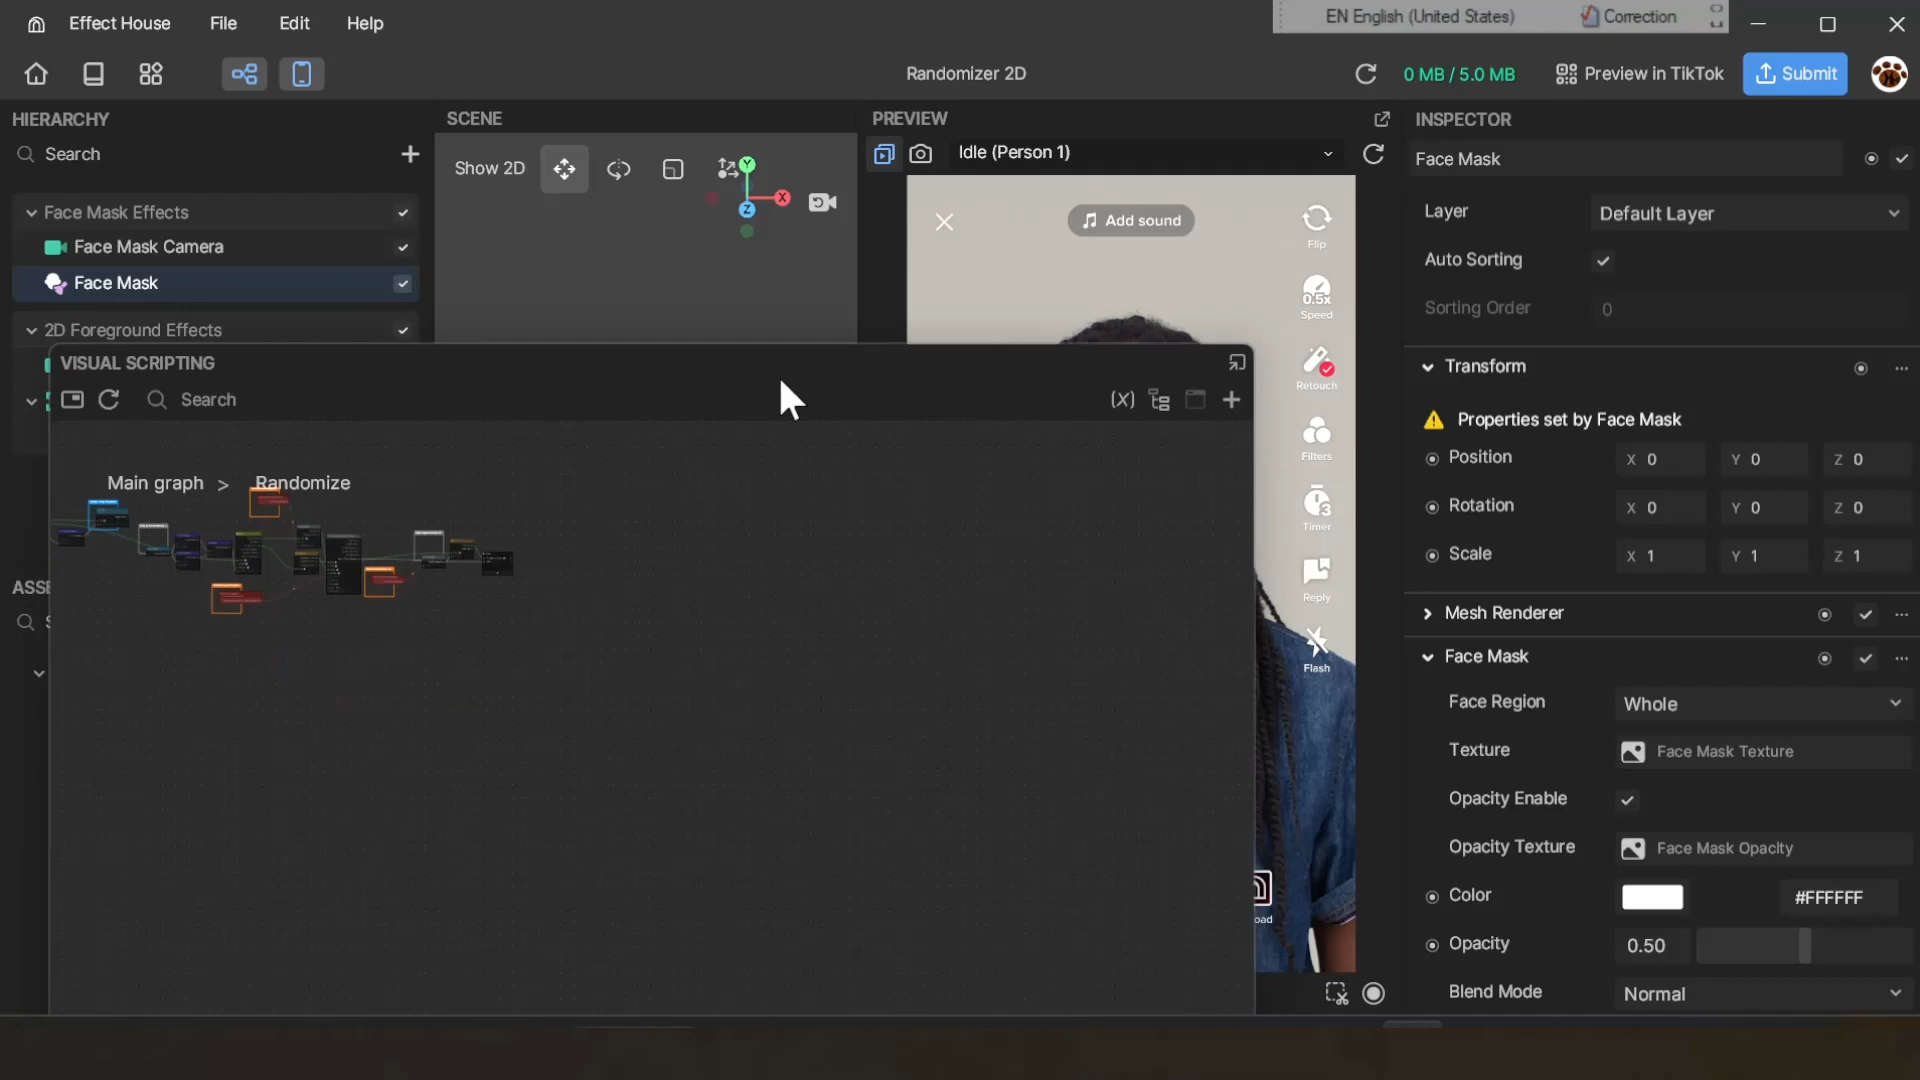 Effect House File Edit Help
EN English (United States) Correction
Randomizer 2D
0 MB / 5.0 MB Preview in TikTok Submit
HIERARCHY
Search
Face Mask Effects
Face Mask Camera
Face Mask
2D Foreground Effects
SCENE
Show 2D
Y
X
Z
PREVIEW
Idle (Person 1)
Add sound
Flip
0.5x
Speed
Retouch
Filters
3
Timer
Reply
Flash
VISUAL SCRIPTING
Search
(X)
Main graph > Randomize
ASSE
S
oad
INSPECTOR
Face Mask
Layer Default Layer
Auto Sorting
Sorting Order 0
Transform
Properties set by Face Mask
Position X 0 Y 0 Z 0
Rotation X 0 Y 0 Z 0
Scale X 1 Y 1 Z 1
Mesh Renderer
Face Mask
Face Region Whole
Texture Face Mask Texture
Opacity Enable
Opacity Texture Face Mask Opacity
Color #FFFFFF
Opacity 0.50
Blend Mode Normal